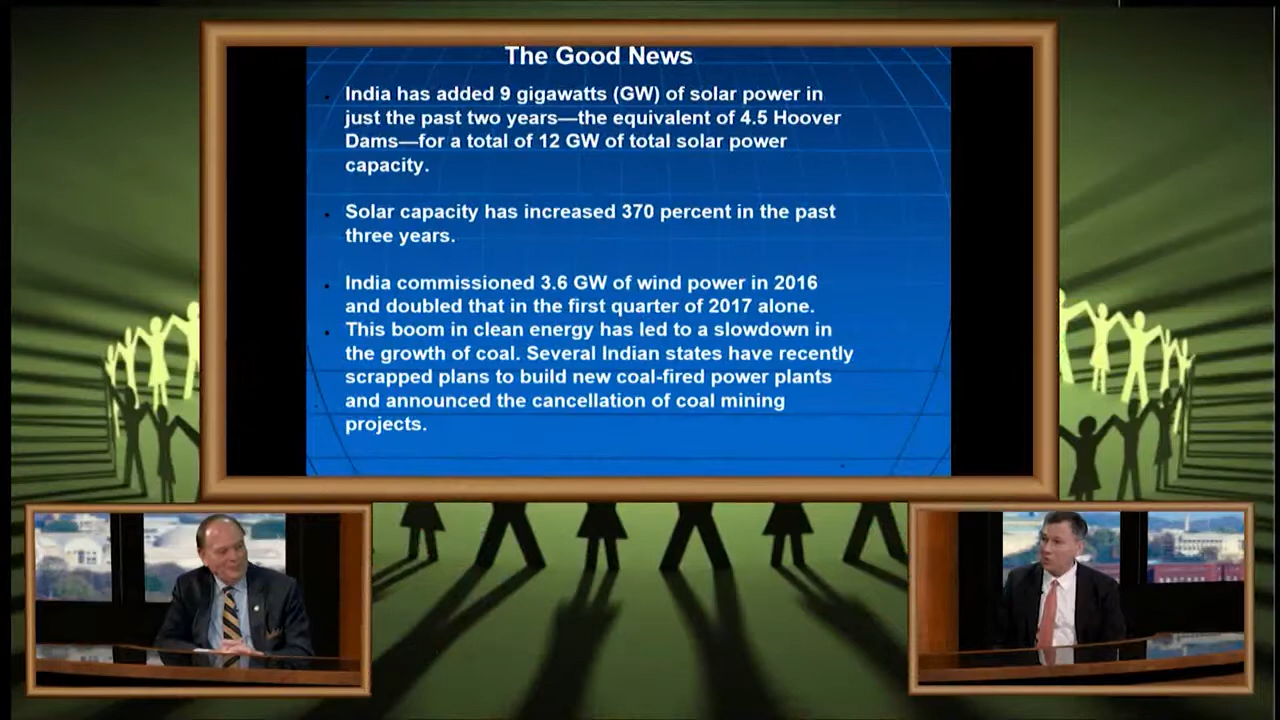 The Good News
India has added 9 gigawatts (GW) of solar power in
just the past two years—the equivalent of 4.5 Hoover
Dams—for a total of 12 GW of total solar power
capacity.
Solar capacity has increased 370 percent in the past
three years.
India commissioned 3.6 GW of wind power in 2016
and doubled that in the first quarter of 2017 alone.
This boom in clean energy has led to a slowdown in
the growth of coal. Several Indian states have recently
scrapped plans to build new coal-fired power plants
and announced the cancellation of coal mining
projects.